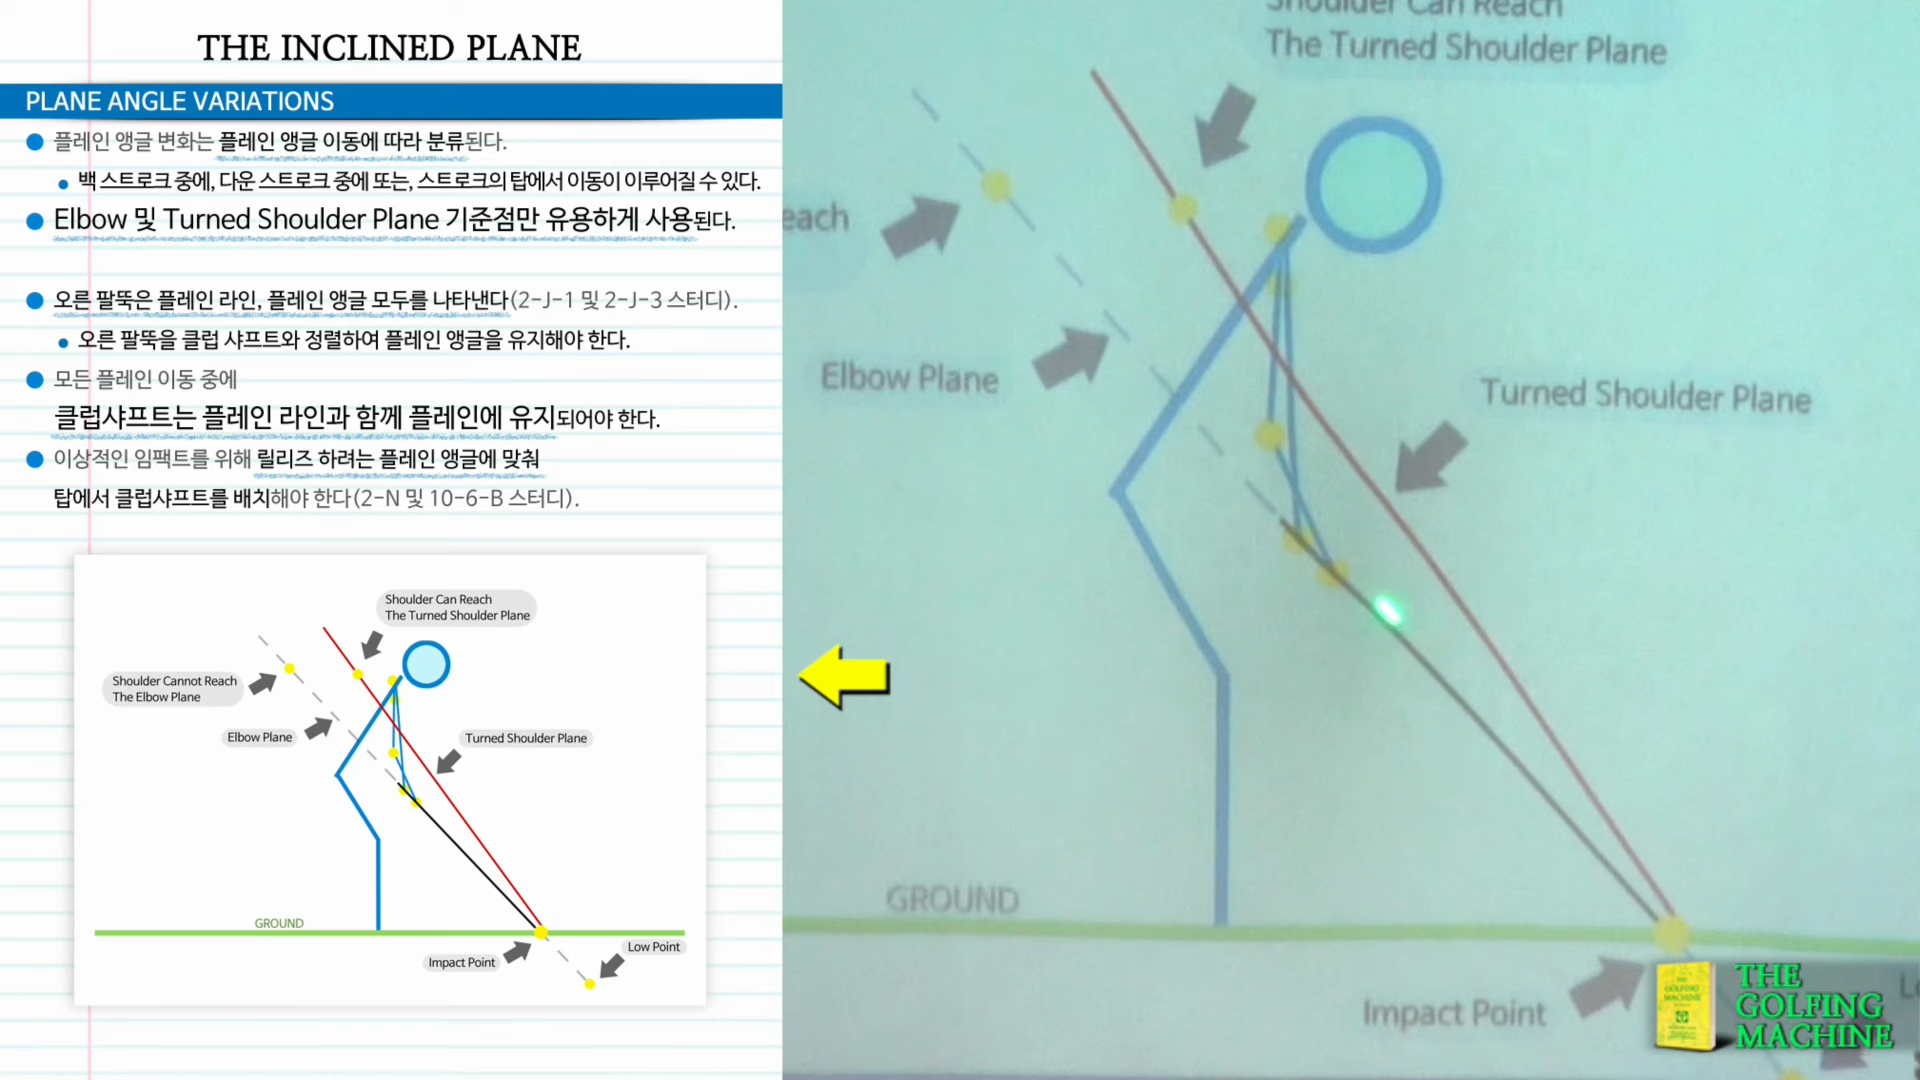 THE INCLINED PLANE
PLANE ANGLE VARIATIONS
플레인 앵글 변화는 플레인 앵글 이동에 따라 분류된다.
백 스트로크 중에, 다운 스트로크 중에 또는, 스트로크의 탑에서 이동이 이루어질 수 있다.
Elbow 및 Turned Shoulder Plane 기준점만 유용하게 사용된다.
오른 팔뚝은 플레인 라인, 플레인 앵글 모두를 나타낸다(2-J-1 및 2-J-3 스터디).
오른 팔뚝을 클럽 샤프트와 정렬하여 플레인 앵글을 유지해야 한다.
모든 플레인 이동 중에
클럽샤프트는 플레인 라인과 함께 플레인에 유지되어야 한다.
이상적인 임팩트를 위해 릴리즈 하려는 플레인 앵글에 맞춰
탑에서 클럽샤프트를 배치해야 한다(2-N 및 10-6-B 스터디).
Shoulder Can Reach
The Turned Shoulder Plane
Shoulder Cannot Reach
The Elbow Plane
Elbow Plane
Turned Shoulder Plane
GROUND
Impact Point
Low Point
Shoulder Can Reach
The Turned Shoulder Plane
each
Elbow Plane
Turned Shoulder Plane
GROUND
Impact Point
THE
GOLFING
MACHINE